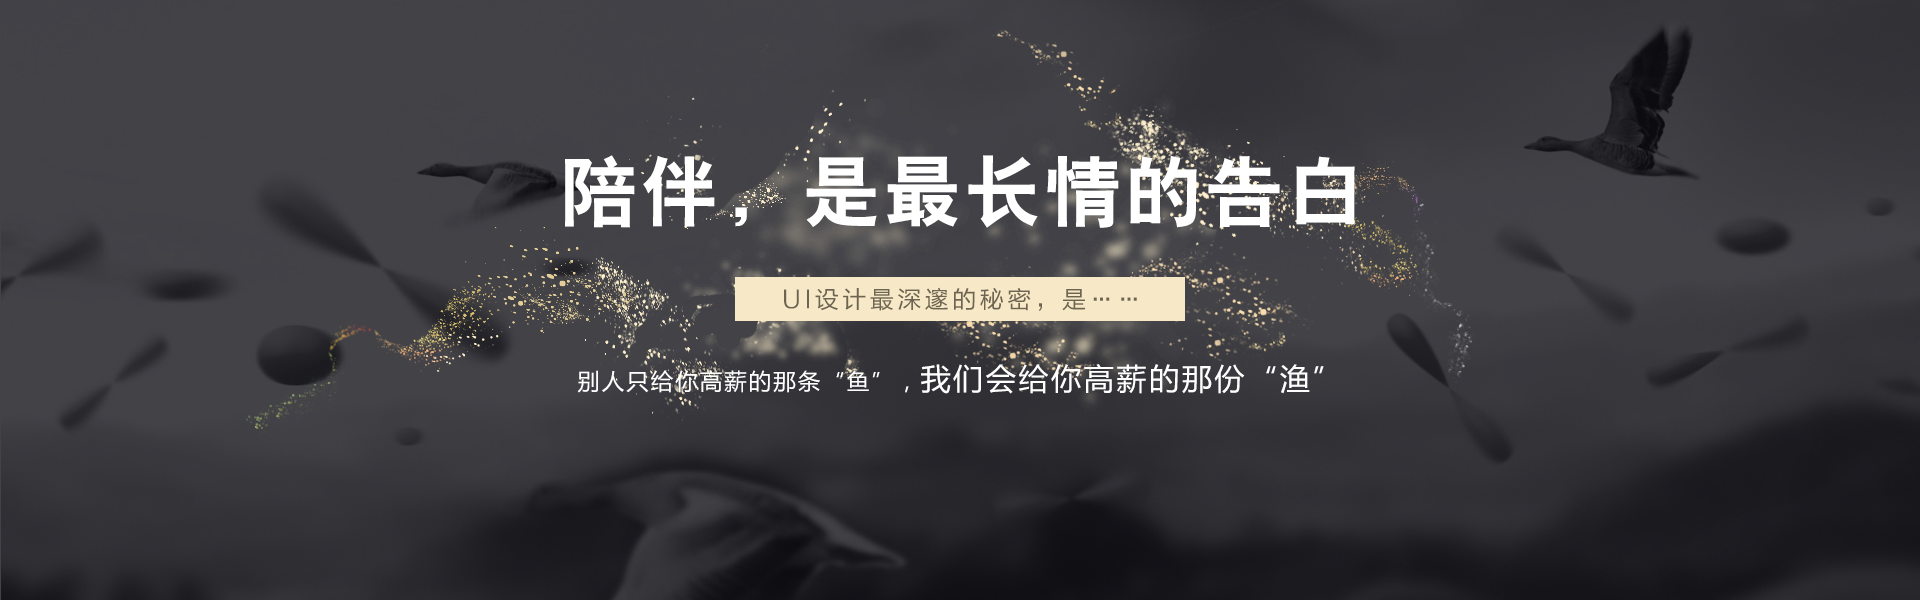 陪伴，是最长情的告白
UI设计最深邃的秘密，是……
别人只给你高薪的那条“鱼”，我们会给你高薪的那份“渔”